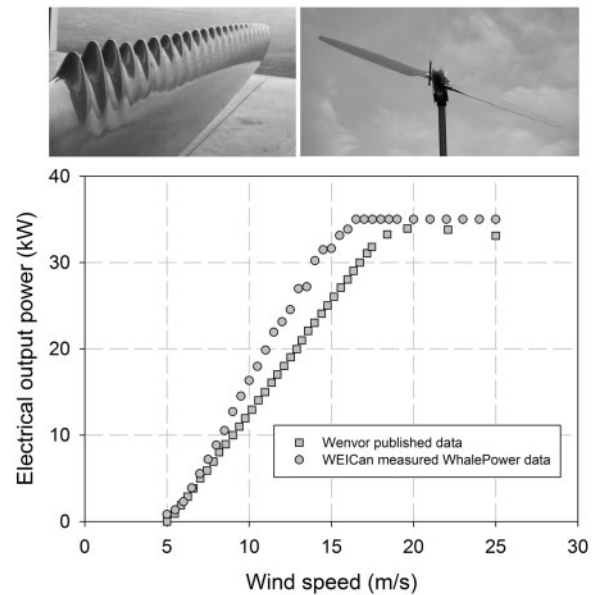 40
30
20
10
0
Electrical output power (kW)
Wenvor published data
WEICan measured WhalePower data
0 5 10 15 20 25 30
Wind speed (m/s)